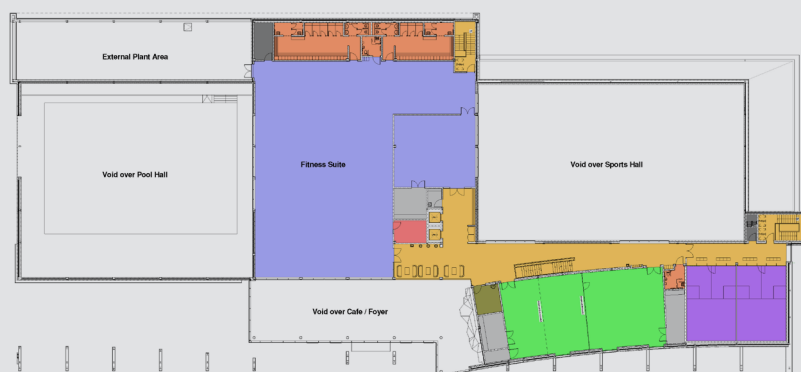 External Plant Area
Void over Pool Hall
Fitness Suite
Void over Sports Hall
Void over Cafe / Foyer